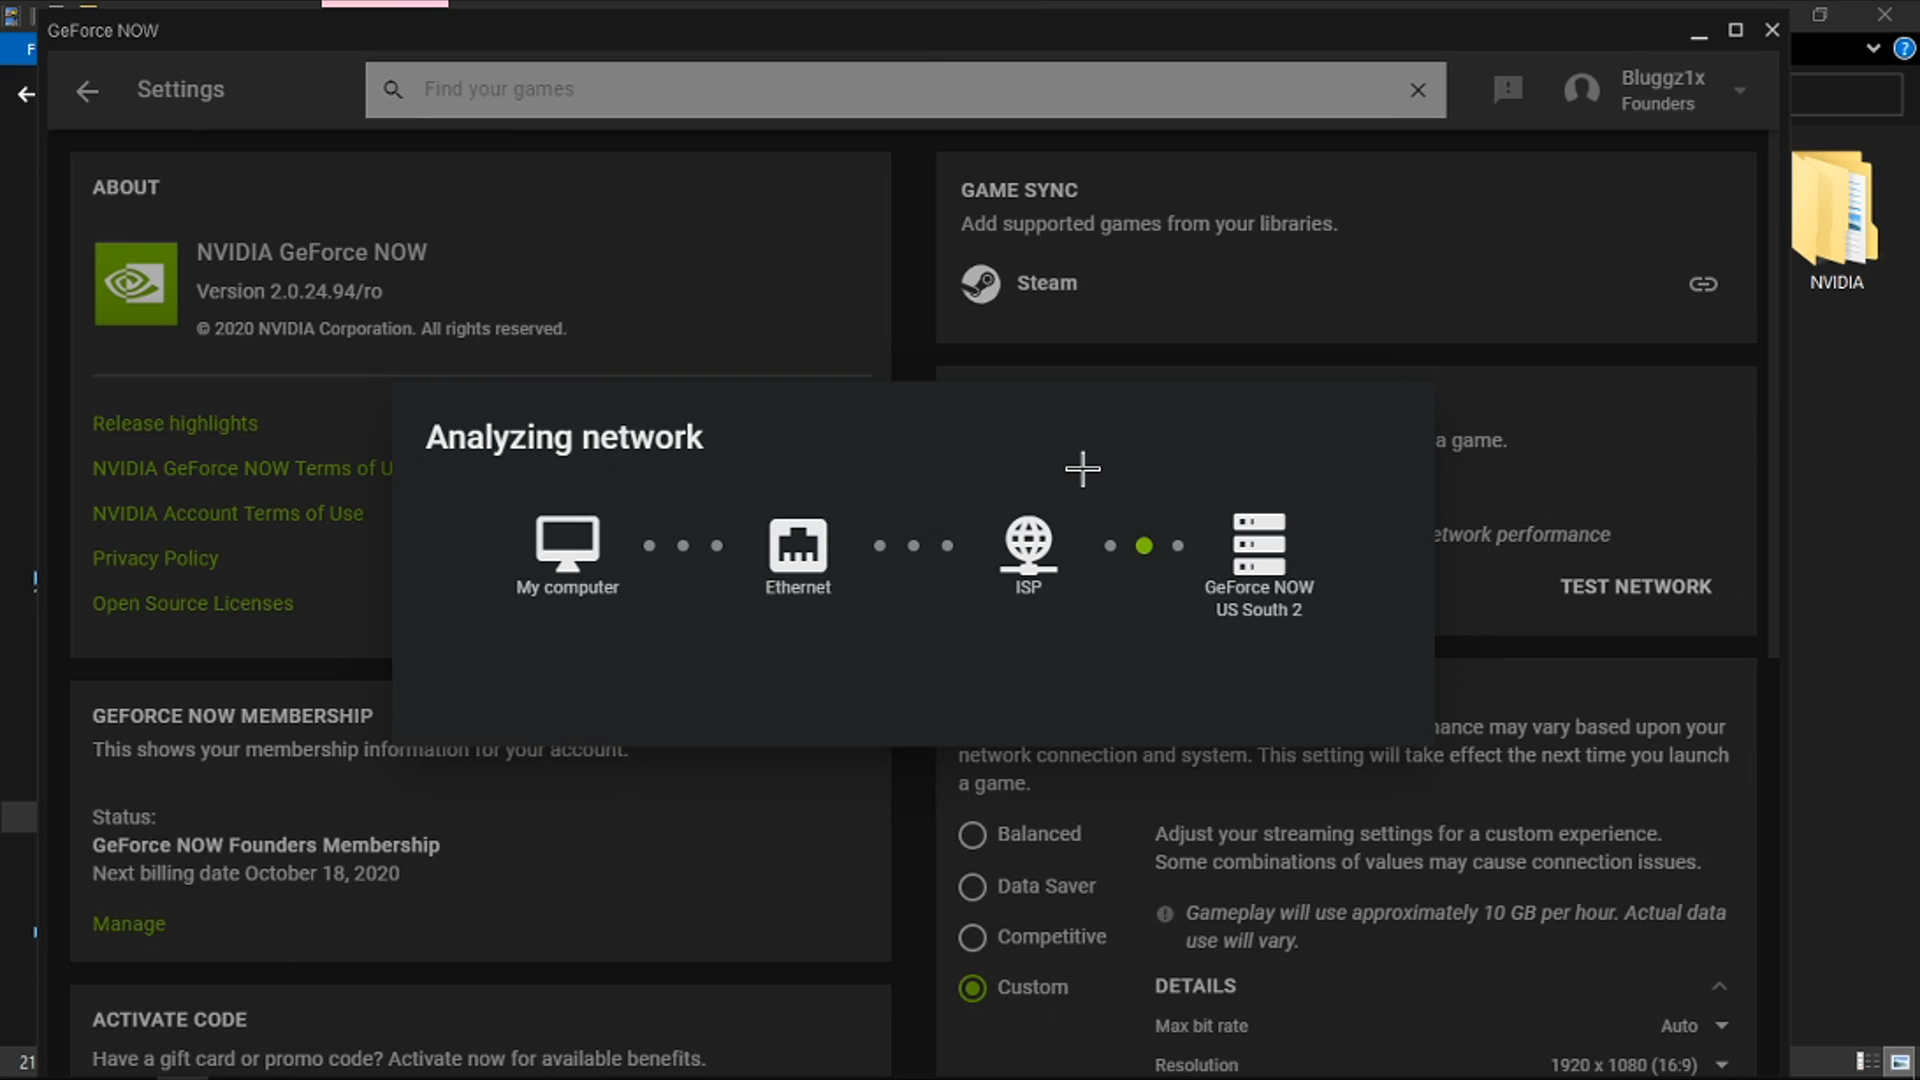 GeForce NOW
F
Settings
Find your games
Bluggz1x
Founders
ABOUT
NVIDIA GeForce NOW
Version 2.0.24.94/ro
© 2020 NVIDIA Corporation. All rights reserved.
Release highlights
NVIDIA GeForce NOW Terms of U
NVIDIA Account Terms of Use
Privacy Policy
Open Source Licenses
GEFORCE NOW MEMBERSHIP
This shows your membership information for your account.
Status:
GeForce NOW Founders Membership
Next billing date October 18, 2020
Manage
ACTIVATE CODE
Have a gift card or promo code? Activate now for available benefits.
GAME SYNC
Add supported games from your libraries.
Steam
a game.
etwork performance
TEST NETWORK
Analyzing network
My computer
Ethernet
ISP
GeForce NOW
US South 2
nance may vary based upon your
network connection and system. This setting will take effect the next time you launch
a game.
Balanced
Data Saver
Competitive
Custom
Adjust your streaming settings for a custom experience.
Some combinations of values may cause connection issues.
Gameplay will use approximately 10 GB per hour. Actual data
use will vary.
DETAILS
Max bit rate
Auto
Resolution
1920 x 1080 (16:9)
NVIDIA
21